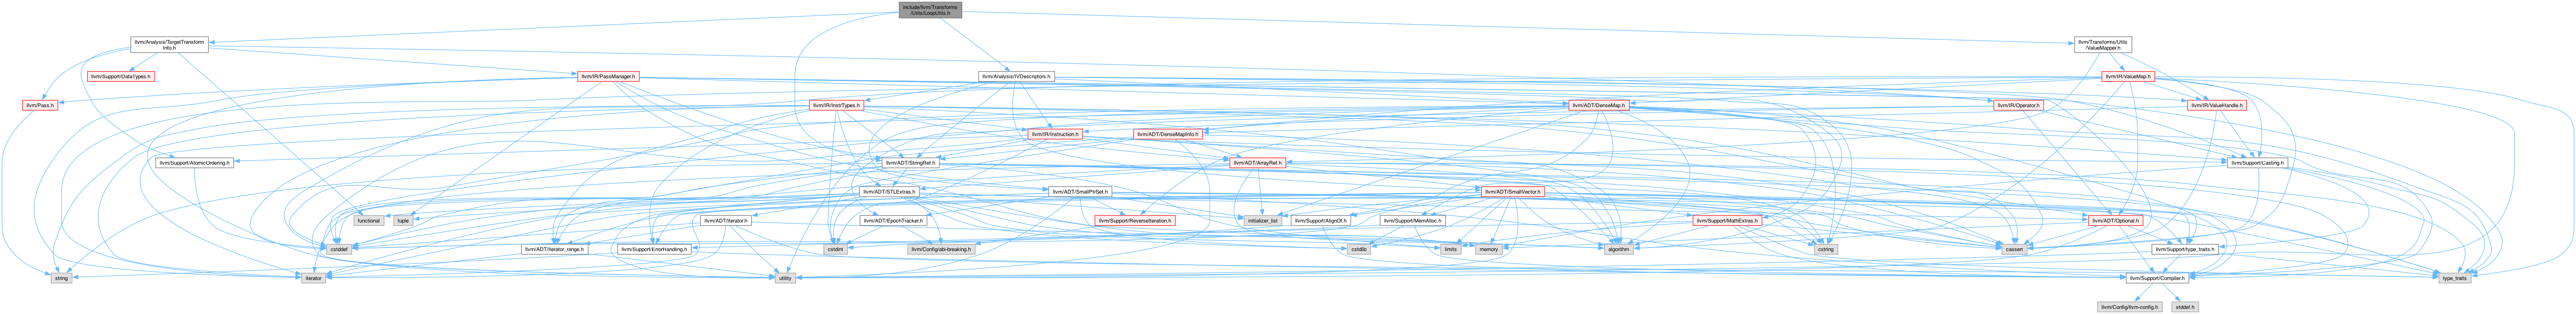 include/llvm/Transforms
/Utils/LoopUtils.h
llvm/Analysis/TargetTransform
Info.h
llvm/Transforms/Utils
/ValueMapper.h
llvm/Support/DataTypes.h
llvm/IR/PassManager.h
llvm/Analysis/IVDescriptors.h
llvm/IR/ValueMap.h
llvm/Pass.h
llvm/IR/InstrTypes.h
llvm/ADT/DenseMap.h
llvm/IR/Operator.h
llvm/IR/ValueHandle.h
llvm/IR/Instruction.h
llvm/ADT/DenseMapInfo.h
llvm/Support/AtomicOrdering.h
llvm/ADT/StringRef.h
llvm/ADT/ArrayRef.h
llvm/Support/Casting.h
llvm/ADT/STLExtras.h
llvm/ADT/SmallPtrSet.h
llvm/ADT/SmallVector.h
functional
tuple
llvm/ADT/iterator.h
llvm/ADT/EpochTracker.h
llvm/Support/ReverseIteration.h
initializer_list
llvm/Support/AlignOf.h
llvm/Support/MemAlloc.h
llvm/Support/MathExtras.h
llvm/ADT/Optional.h
cstddef
llvm/ADT/iterator_range.h
llvm/Support/ErrorHandling.h
cstdint
llvm/Config/abi-breaking.h
cstdlib
limits
memory
algorithm
cstring
cassert
llvm/Support/type_traits.h
string
iterator
utility
llvm/Support/Compiler.h
type_traits
llvm/Config/llvm-config.h
stddef.h